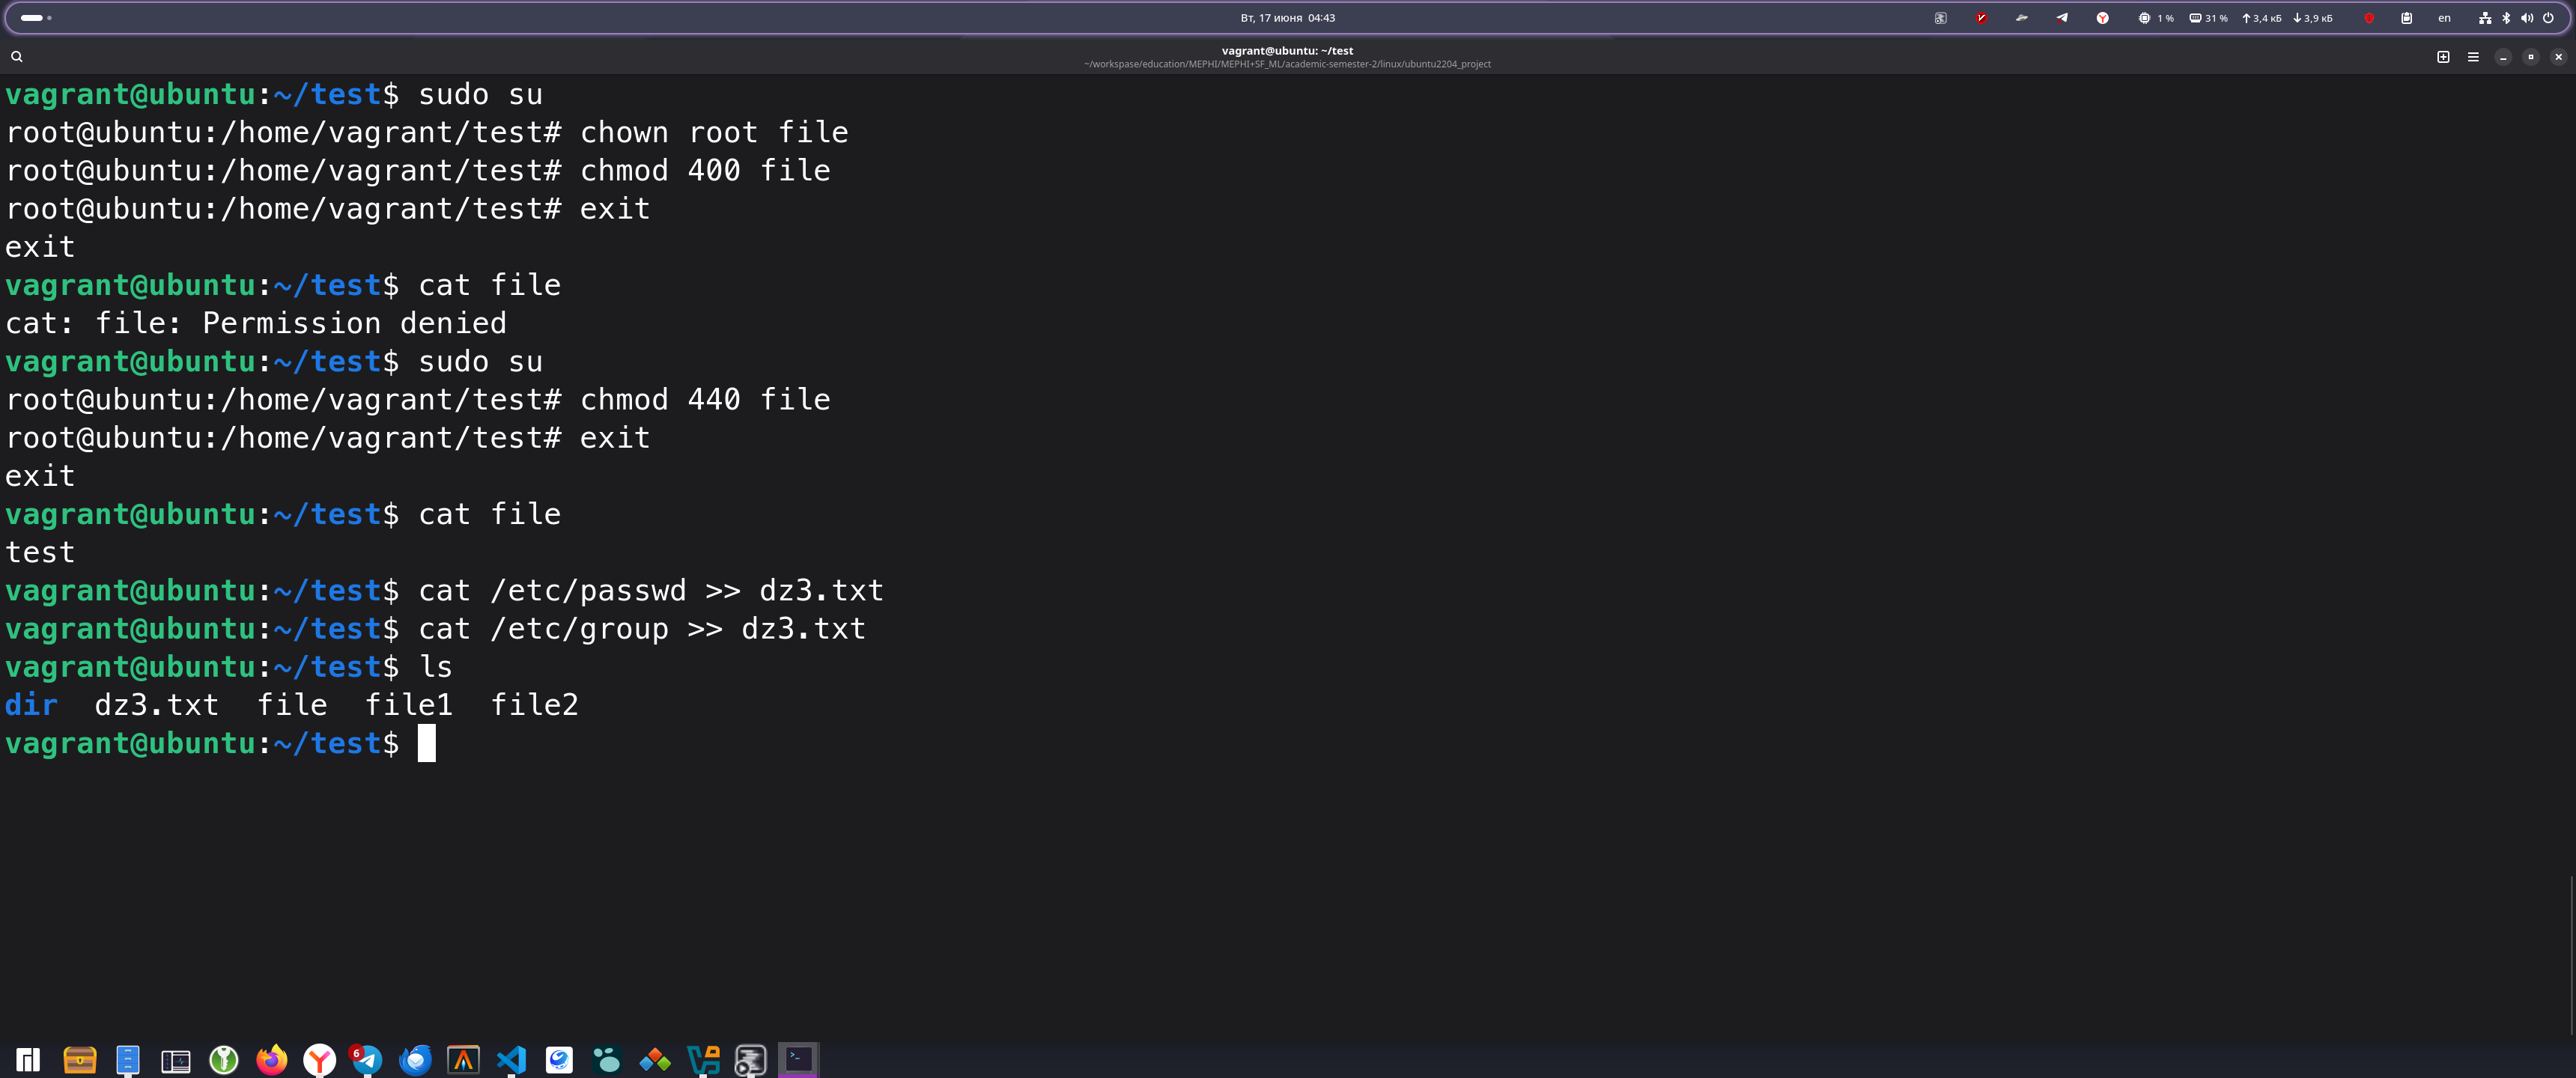 Вт, 17 июня 04:43
1 %
31 %
3,4 кБ
3,9 кБ
en
vagrant@ubuntu: ~/test
~/workspase/education/MEPHI/MEPHI+SF_ML/academic-semester-2/linux/ubuntu2204_project
vagrant@ubuntu:~/test$ sudo su
root@ubuntu:/home/vagrant/test# chown root file
root@ubuntu:/home/vagrant/test# chmod 400 file
root@ubuntu:/home/vagrant/test# exit
exit
vagrant@ubuntu:~/test$ cat file
cat: file: Permission denied
vagrant@ubuntu:~/test$ sudo su
root@ubuntu:/home/vagrant/test# chmod 440 file
root@ubuntu:/home/vagrant/test# exit
exit
vagrant@ubuntu:~/test$ cat file
test
vagrant@ubuntu:~/test$ cat /etc/passwd >> dz3.txt
vagrant@ubuntu:~/test$ cat /etc/group >> dz3.txt
vagrant@ubuntu:~/test$ ls
dir  dz3.txt  file  file1  file2
vagrant@ubuntu:~/test$
6